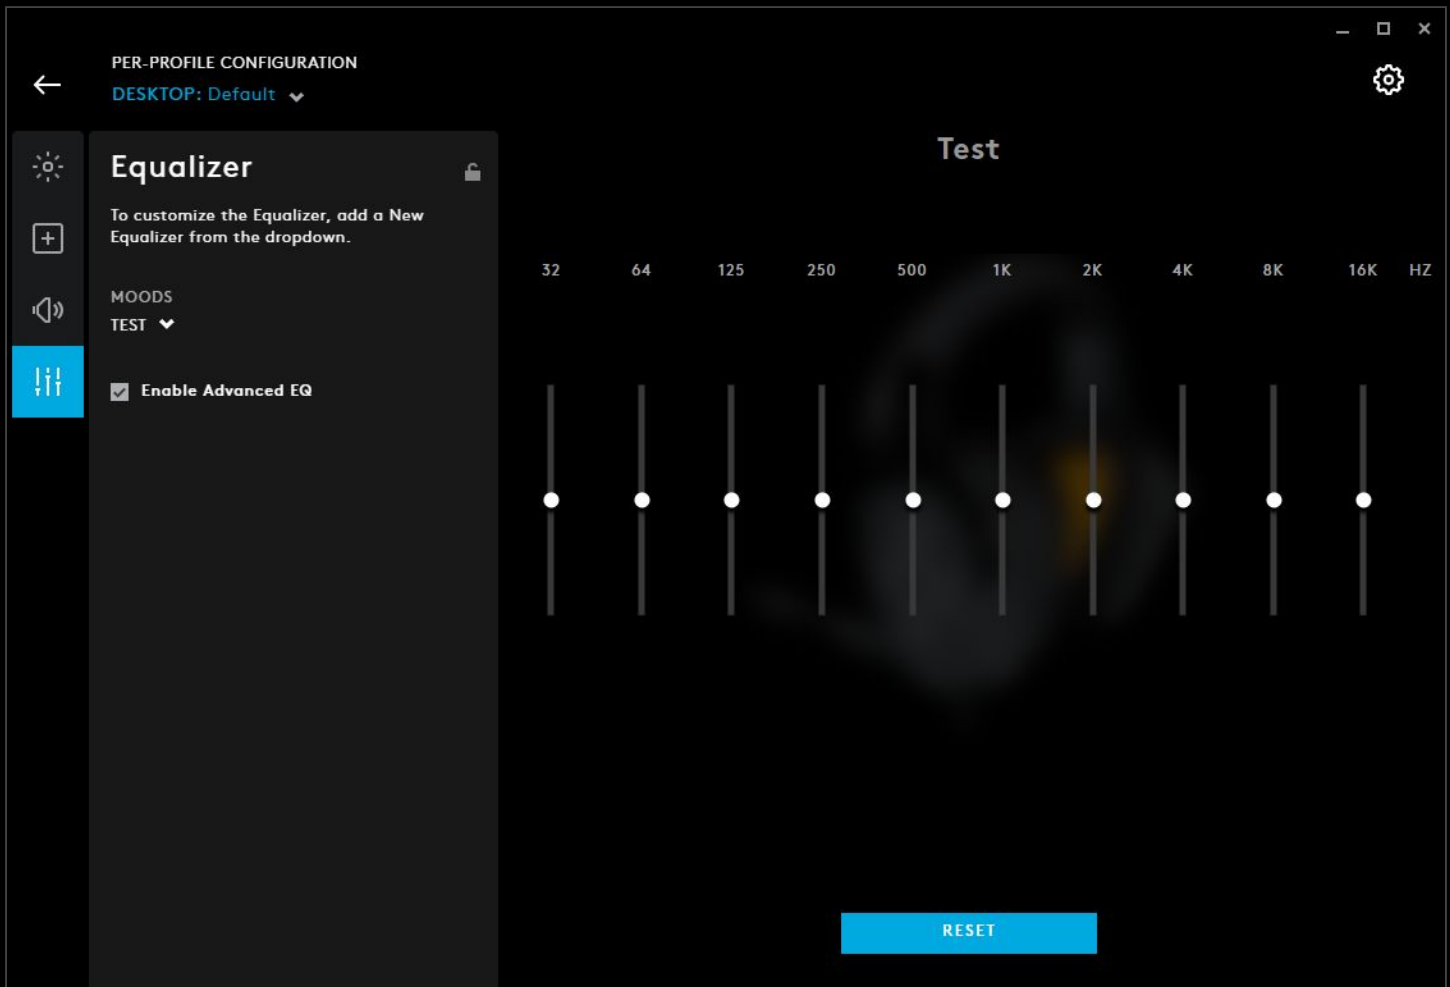 PER-PROFILE CONFIGURATION
DESKTOP: Default
Equalizer
To customize the Equalizer, add a New
Equalizer from the dropdown.
MOODS
TEST
Enable Advanced EQ
Test
32 64 125 250 500 1K 2K 4K 8K 16K HZ
RESET